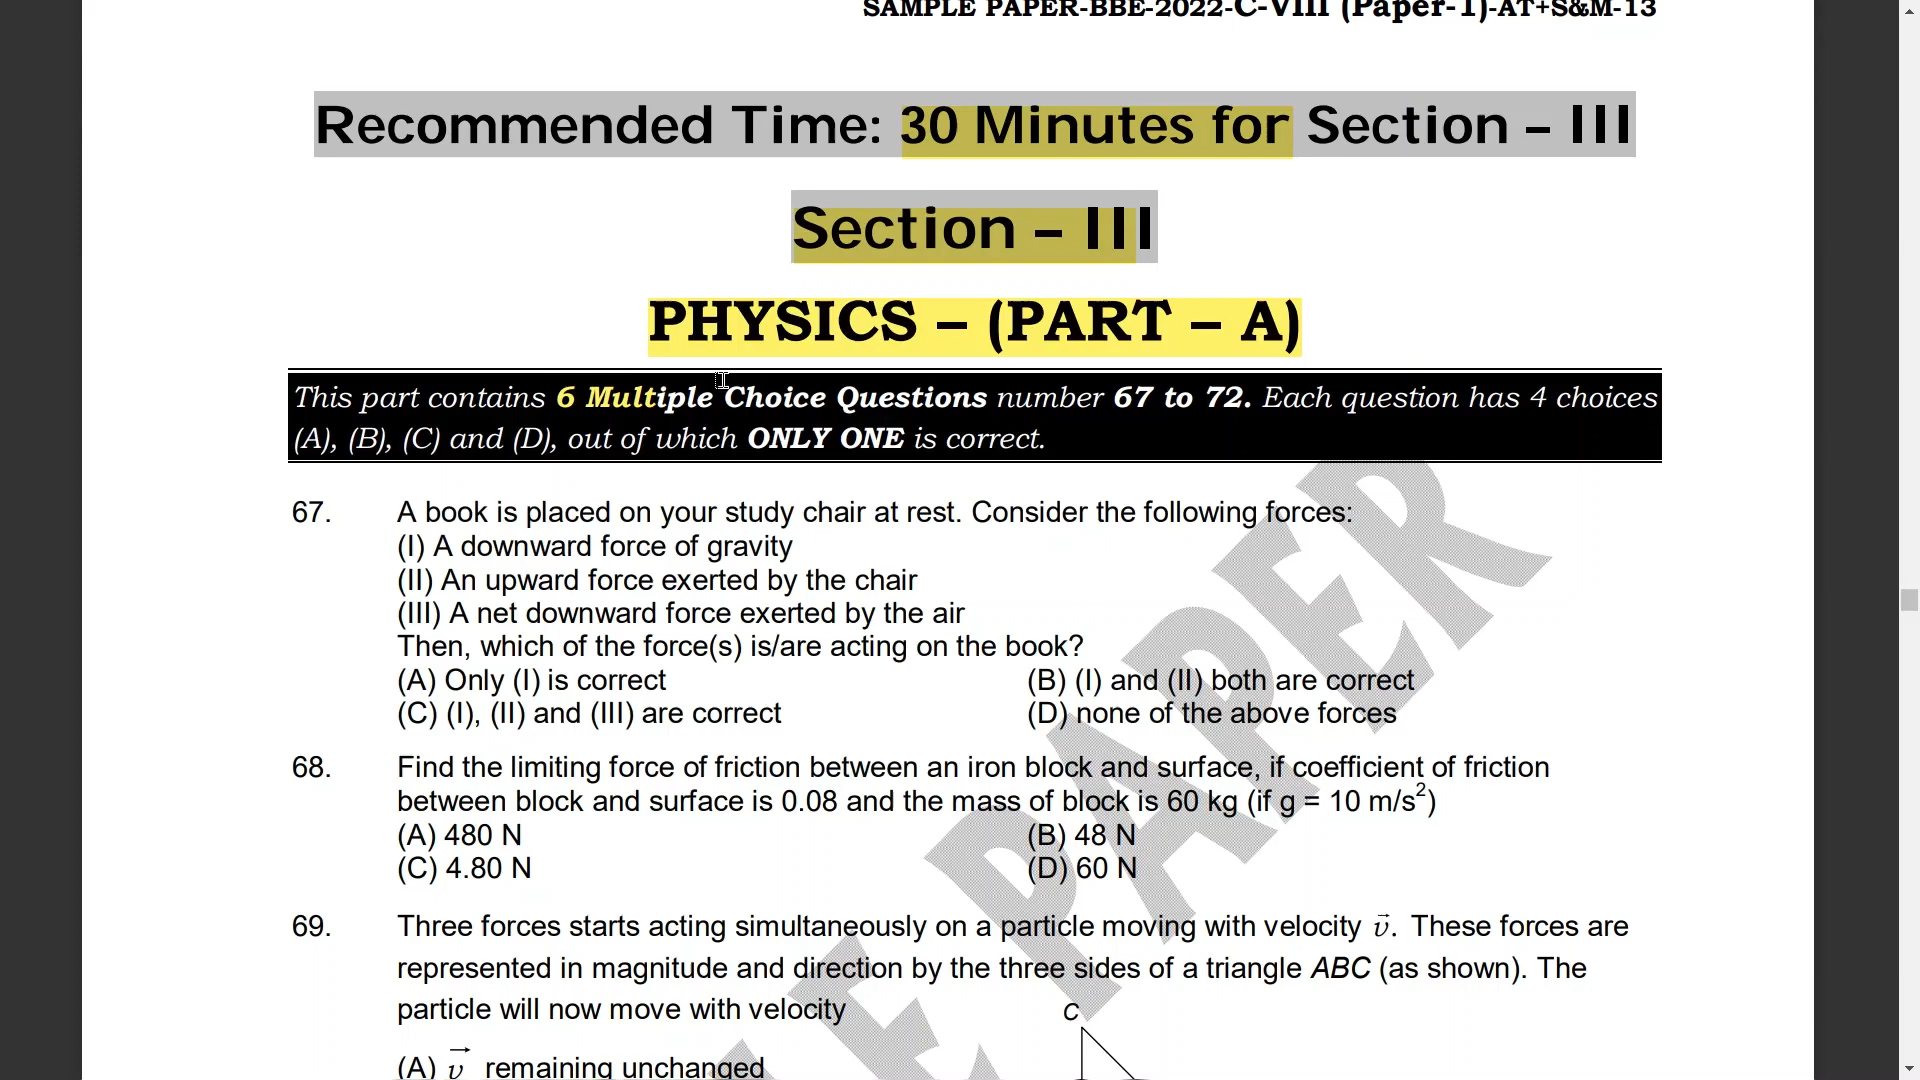 SAMPLE PAPER-BBE-2022-C-VIII (Paper-1)-AT+S&M-13
Recommended Time: 30 Minutes for Section – III
Section – III
PHYSICS – (PART – A)
This part contains 6 Multiple Choice Questions number 67 to 72. Each question has 4 choices
(A), (B), (C) and (D), out of which ONLY ONE is correct.
67. A book is placed on your study chair at rest. Consider the following forces:
(I) A downward force of gravity
(II) An upward force exerted by the chair
(III) A net downward force exerted by the air
Then, which of the force(s) is/are acting on the book?
(A) Only (I) is correct (B) (I) and (II) both are correct
(C) (I), (II) and (III) are correct (D) none of the above forces
68. Find the limiting force of friction between an iron block and surface, if coefficient of friction
between block and surface is 0.08 and the mass of block is 60 kg (if g = 10 m/s²)
(A) 480 N (B) 48 N
(C) 4.80 N (D) 60 N
69. Three forces starts acting simultaneously on a particle moving with velocity v⃗. These forces are
represented in magnitude and direction by the three sides of a triangle ABC (as shown). The
particle will now move with velocity
C
(A) v⃗ remaining unchanged
E PAPER